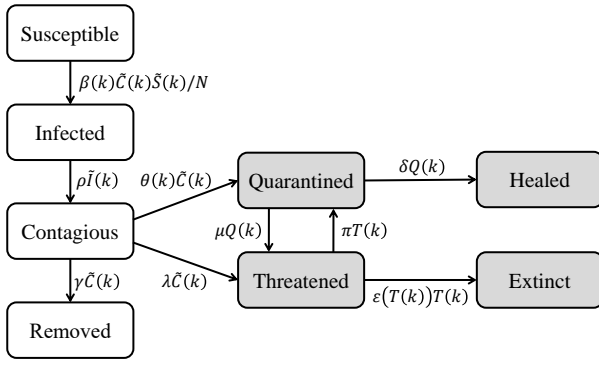 Susceptible
β(k)C̃(k)S̃(k)/N
Infected
ρĨ(k)
θ(k)C̃(k)
Quarantined
δQ(k)
Healed
Contagious
μQ(k)
πT(k)
γC̃(k)
λC̃(k)
Threatened
ε(T(k))T(k)
Extinct
Removed